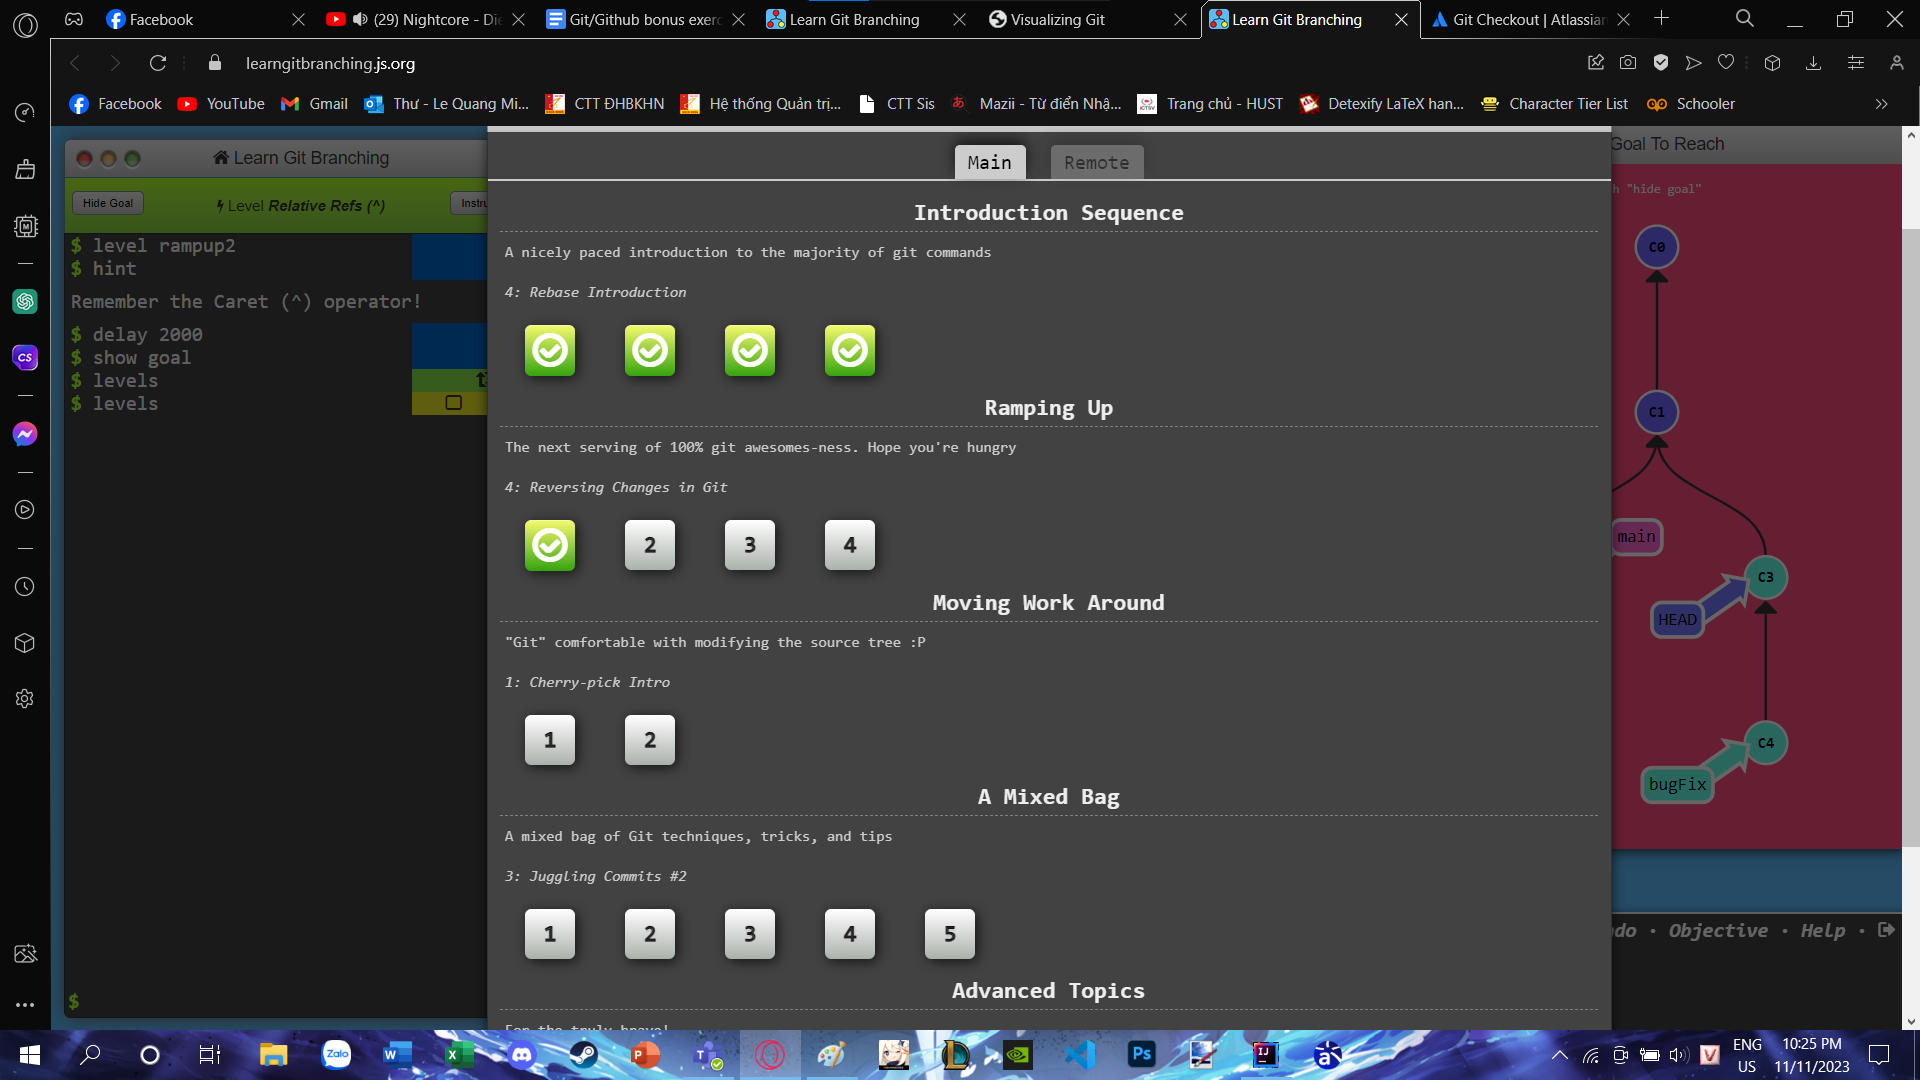 Facebook
(29) Nightcore - Die
Git/Github bonus exerc
Learn Git Branching
Visualizing Git
Learn Git Branching
Git Checkout | Atlassian
learngitbranching.js.org
Facebook
YouTube
Gmail
Thư - Le Quang Mi...
CTT ĐHBKHN
Hệ thống Quản trị...
CTT Sis
Mazii - Từ điển Nhậ...
Trang chủ - HUST
Detexify LaTeX han...
Character Tier List
Schooler
Learn Git Branching
Hide Goal
Level Relative Refs (^)
Instru
$ level rampup2
$ hint
Remember the Caret (^) operator!
$ delay 2000
$ show goal
$ levels
$ levels
$
Main
Remote
Introduction Sequence
A nicely paced introduction to the majority of git commands
4: Rebase Introduction
Ramping Up
The next serving of 100% git awesomes-ness. Hope you're hungry
4: Reversing Changes in Git
2
3
4
Moving Work Around
"Git" comfortable with modifying the source tree :P
1: Cherry-pick Intro
1
2
A Mixed Bag
A mixed bag of Git techniques, tricks, and tips
3: Juggling Commits #2
1
2
3
4
5
Advanced Topics
For the truly brave!
Goal To Reach
h "hide goal"
C0
C1
main
C3
HEAD
C4
bugFix
ndo • Objective • Help •
CS
Zalo
ENG
US
10:25 PM
11/11/2023